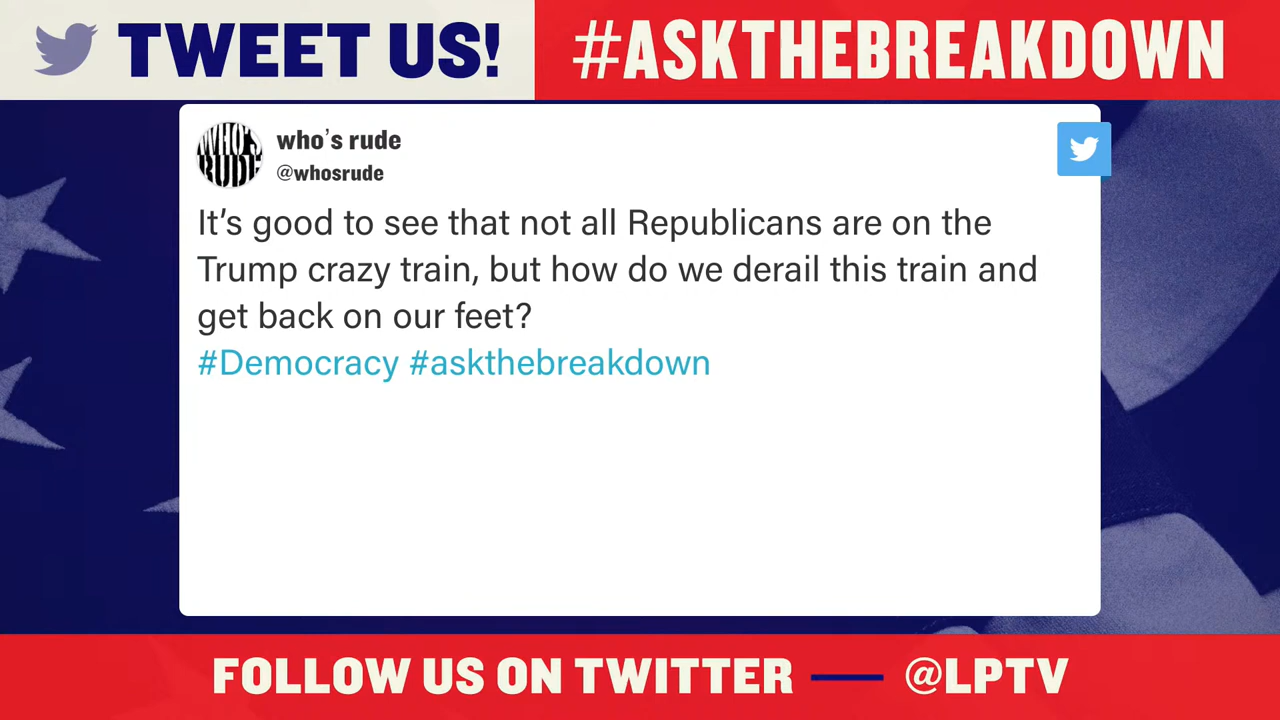 TWEET US! #ASKTHEBREAKDOWN
WHO'S
RUDE
who's rude
@whosrude
It's good to see that not all Republicans are on the
Trump crazy train, but how do we derail this train and
get back on our feet?
#Democracy #askthebreakdown
FOLLOW US ON TWITTER — @LPTV